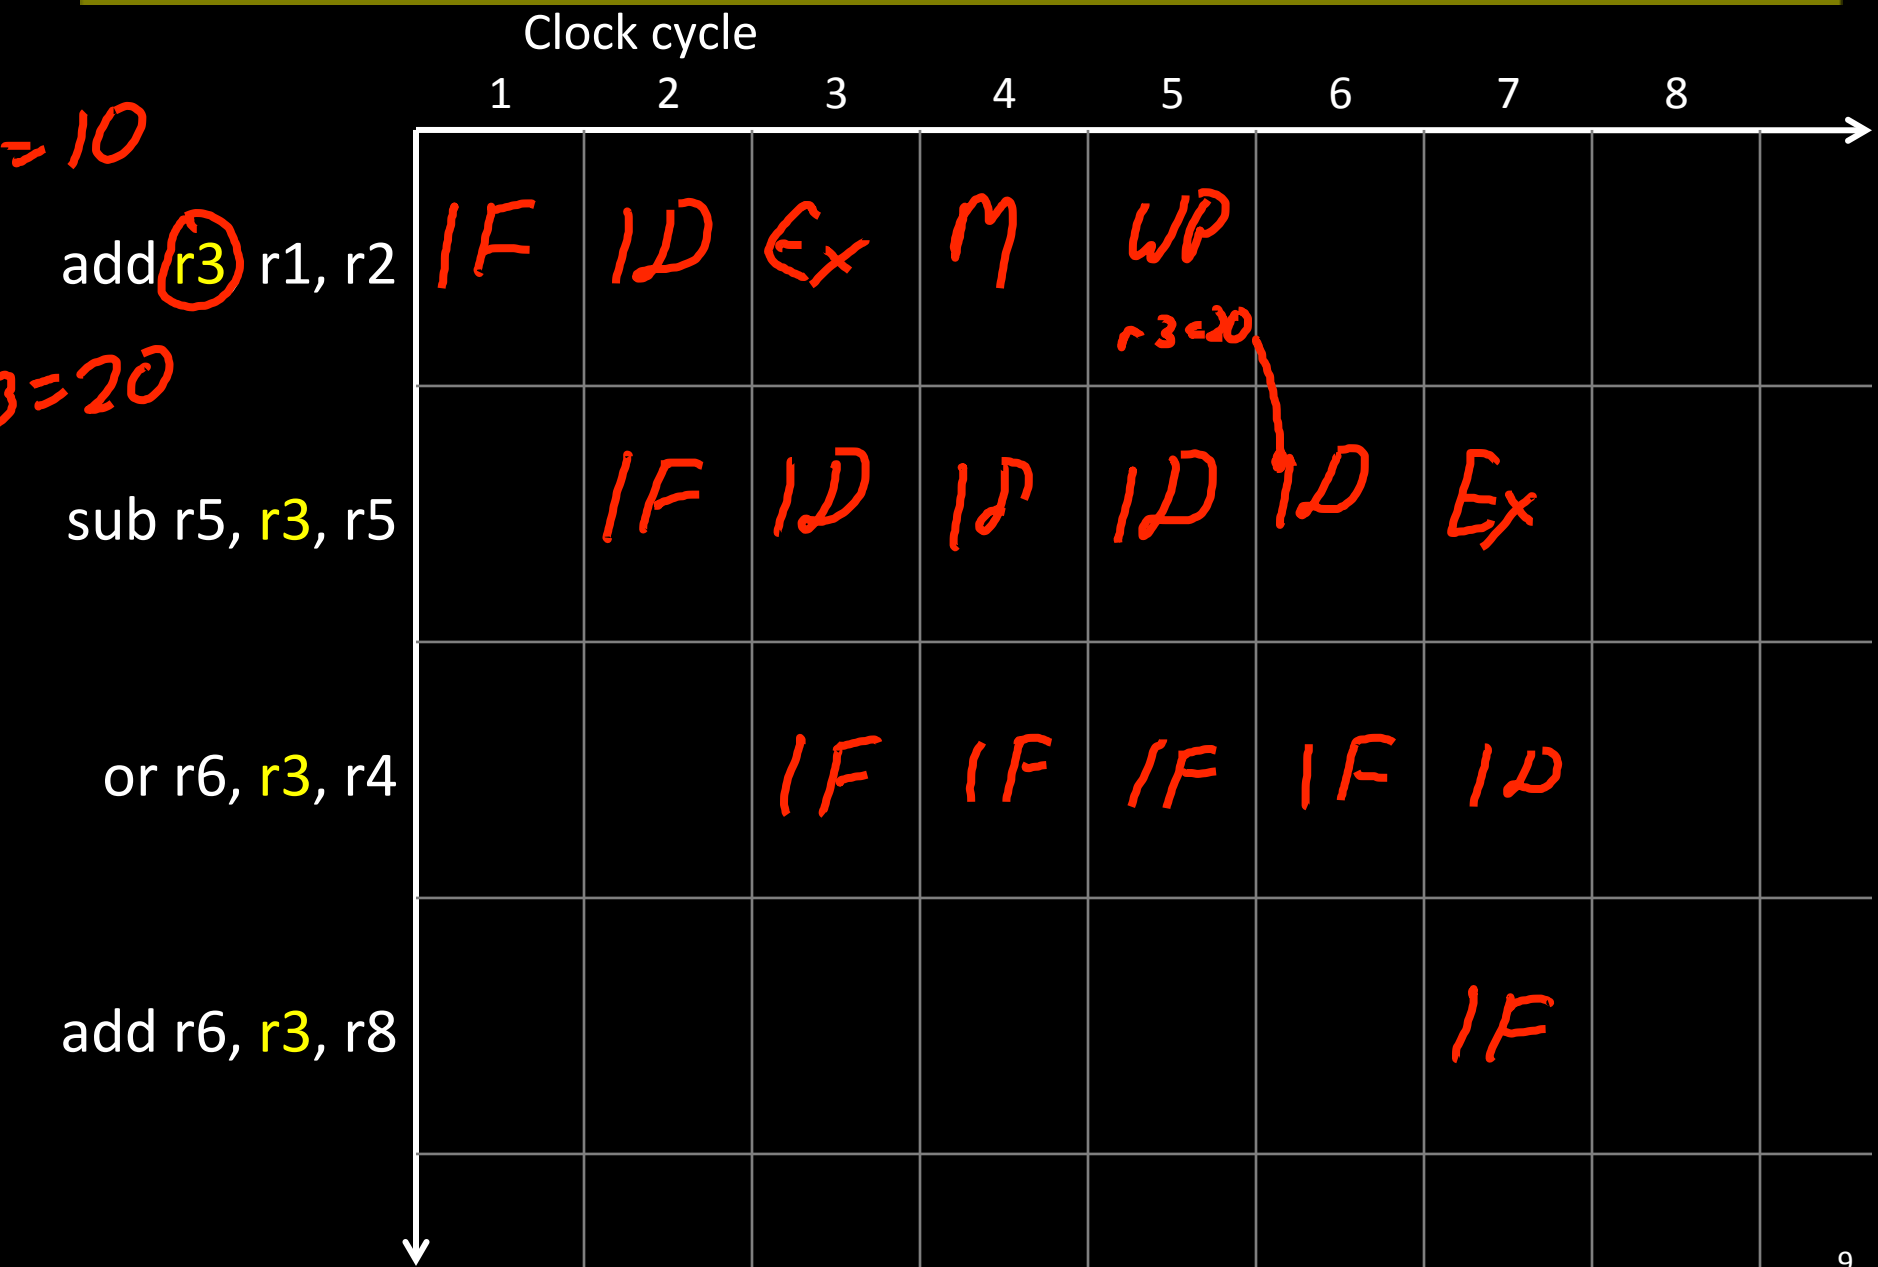 Clock cycle
1 2 3 4 5 6 7 8
= 10
add r3 r1, r2 IF ID Ex M WB
r3=20
3=20
sub r5, r3, r5 IF ID ID ID ID Ex
or r6, r3, r4 IF IF IF IF ID
add r6, r3, r8 IF
9